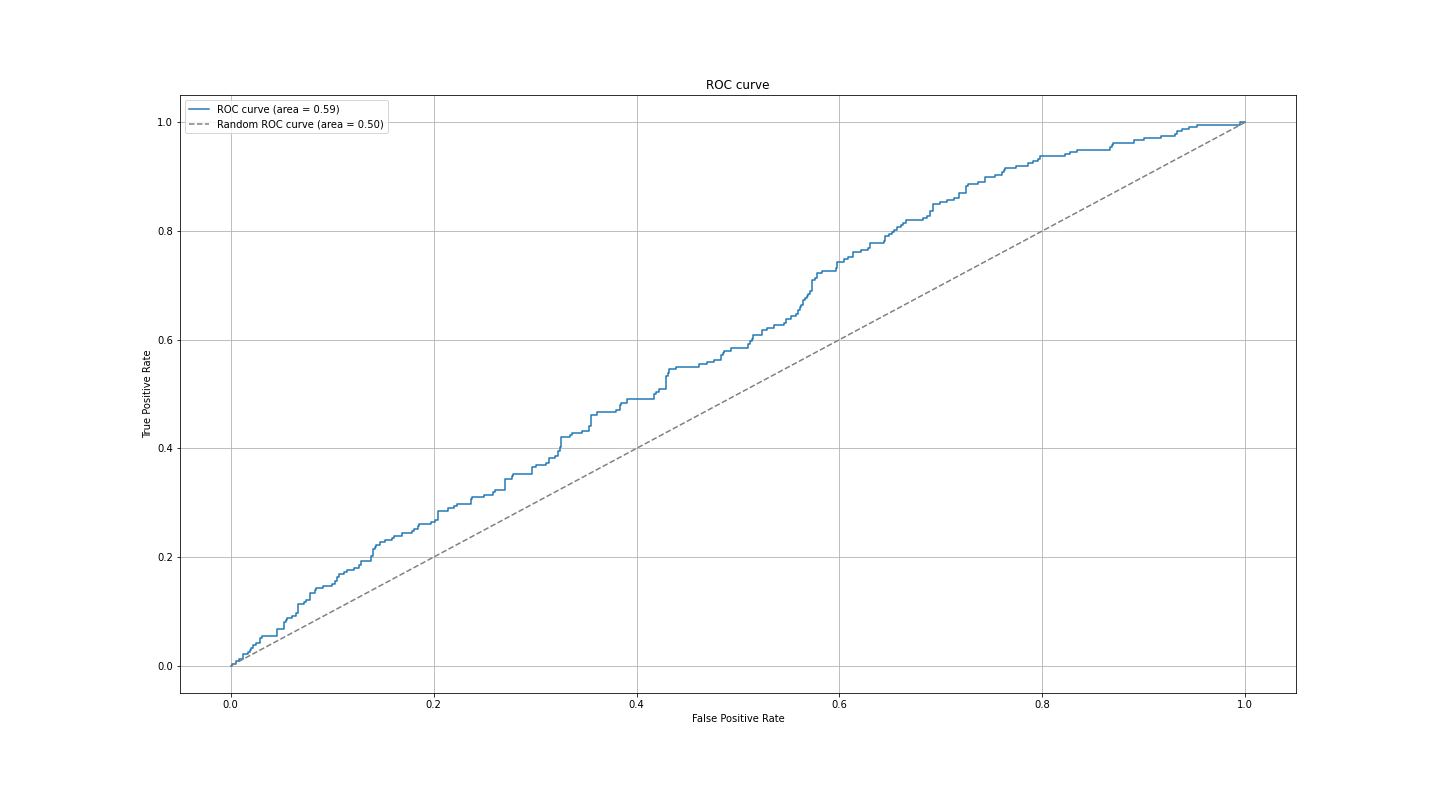 ROC curve
ROC curve (area = 0.59)
Random ROC curve (area = 0.50)
True Positive Rate
1.0
0.8
0.6
0.4
0.2
0.0
0.0 0.2 0.4 0.6 0.8 1.0
False Positive Rate